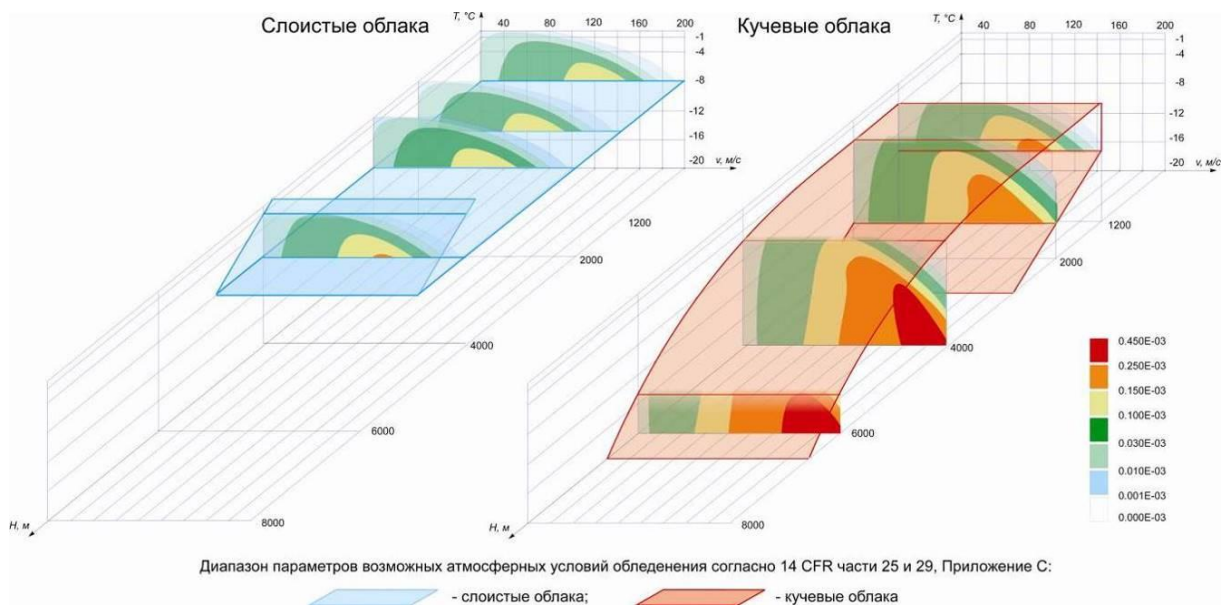 Слоистые облака
T, °C
40 80 120 160 200
-1
-4
-8
-12
-16
-20
v, м/с
1200
2000
4000
6000
8000
H, м
Кучевые облака
T, °C
40 80 120 160 200
-1
-4
-8
-12
-16
-20
v, м/с
1200
2000
4000
6000
8000
H, м
0.450E-03
0.250E-03
0.150E-03
0.100E-03
0.030E-03
0.010E-03
0.001E-03
0.000E-03
Диапазон параметров возможных атмосферных условий обледенения согласно 14 CFR части 25 и 29, Приложение С:
- слоистые облака;
- кучевые облака